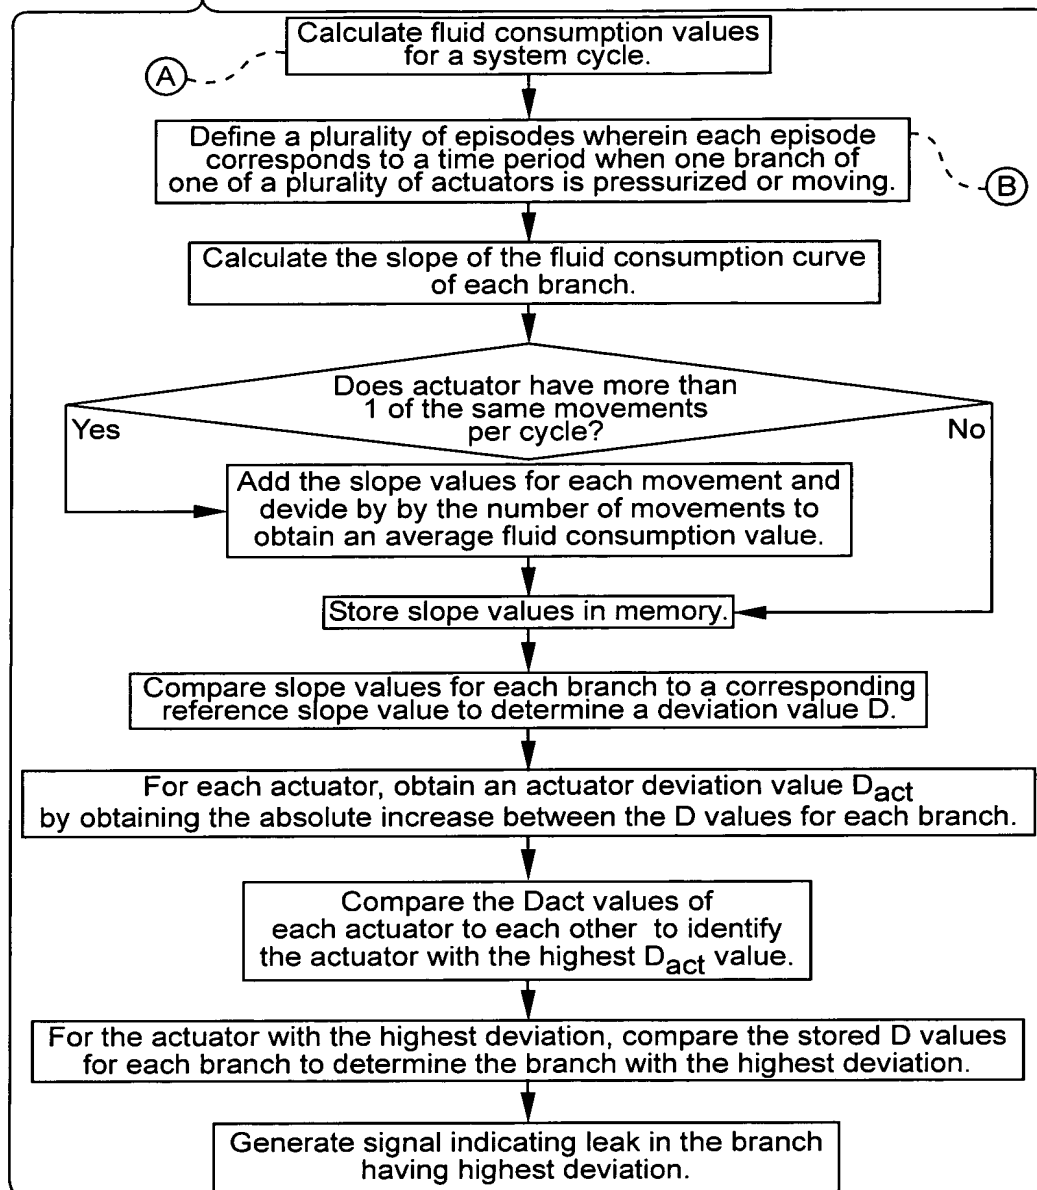 Calculate fluid consumption values
for a system cycle.
A
Define a plurality of episodes wherein each episode
corresponds to a time period when one branch of
one of a plurality of actuators is pressurized or moving.
B
Calculate the slope of the fluid consumption curve
of each branch.
Does actuator have more than
1 of the same movements
per cycle?
Yes
No
Add the slope values for each movement and
devide by by the number of movements to
obtain an average fluid consumption value.
Store slope values in memory.
Compare slope values for each branch to a corresponding
reference slope value to determine a deviation value D.
For each actuator, obtain an actuator deviation value Dact
by obtaining the absolute increase between the D values for each branch.
Compare the Dact values of
each actuator to each other to identify
the actuator with the highest Dact value.
For the actuator with the highest deviation, compare the stored D values
for each branch to determine the branch with the highest deviation.
Generate signal indicating leak in the branch
having highest deviation.